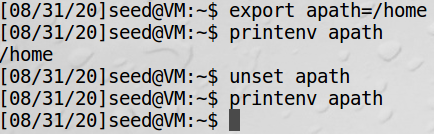 [08/31/20]seed@VM:~$ export apath=/home
[08/31/20]seed@VM:~$ printenv apath
/home
[08/31/20]seed@VM:~$ unset apath
[08/31/20]seed@VM:~$ printenv apath
[08/31/20]seed@VM:~$